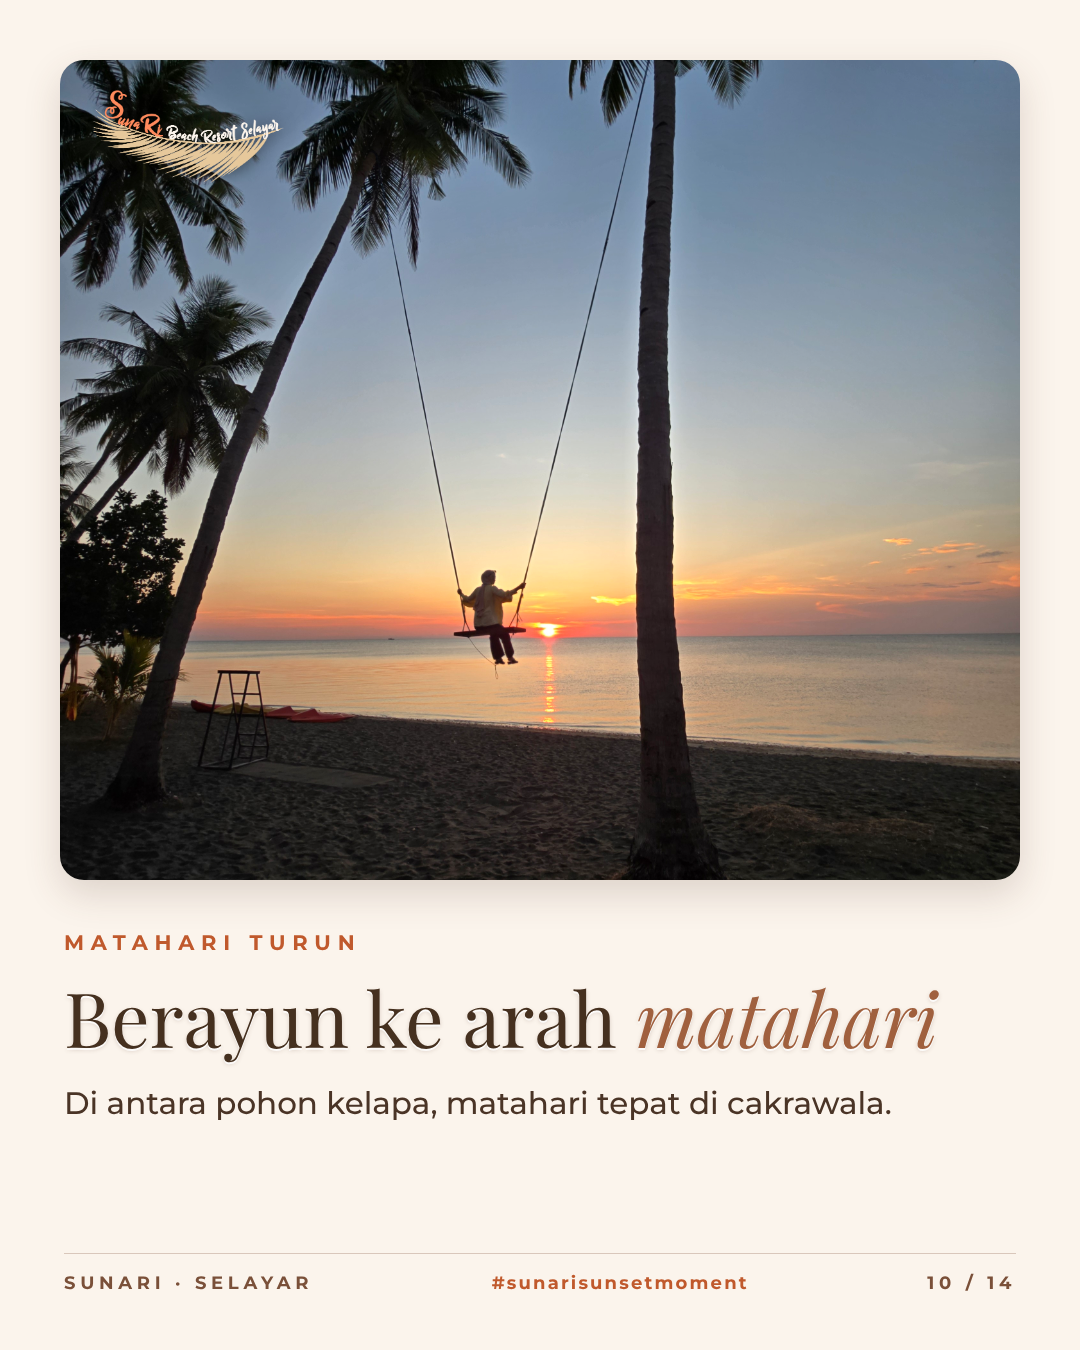 SunaRi Beach Resort Selayar
MATAHARI TURUN
Berayun ke arah matahari
Di antara pohon kelapa, matahari tepat di cakrawala.
SUNARI · SELAYAR
#sunarisunsetmoment
10 / 14